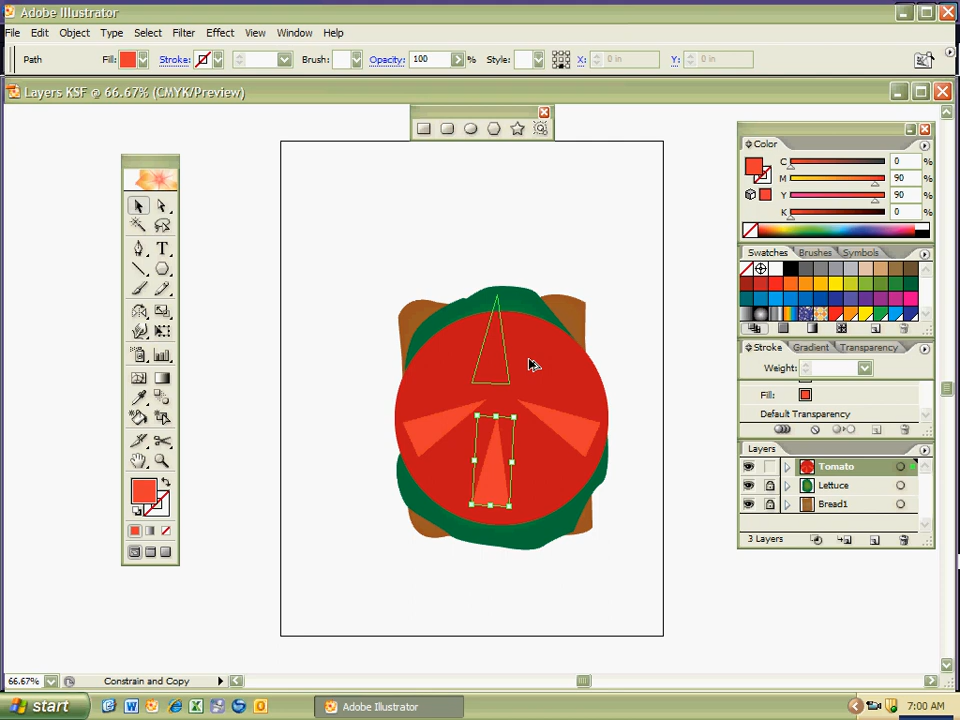 Adobe Illustrator
File Edit Object Type Select Filter Effect View Window Help
Path Fill: Stroke: Brush: Opacity: 100 % Style: X: 0 in Y: 0 in
Layers KSF @ 66.67% (CMYK/Preview)
Color
C 0 %
M 90 %
Y 90 %
K 0 %
Swatches Brushes Symbols
Stroke Gradient Transparency
Weight:
Fill:
Default Transparency
Layers
Tomato
Lettuce
Bread1
3 Layers
66.67% Constrain and Copy
start Adobe Illustrator 7:00 AM